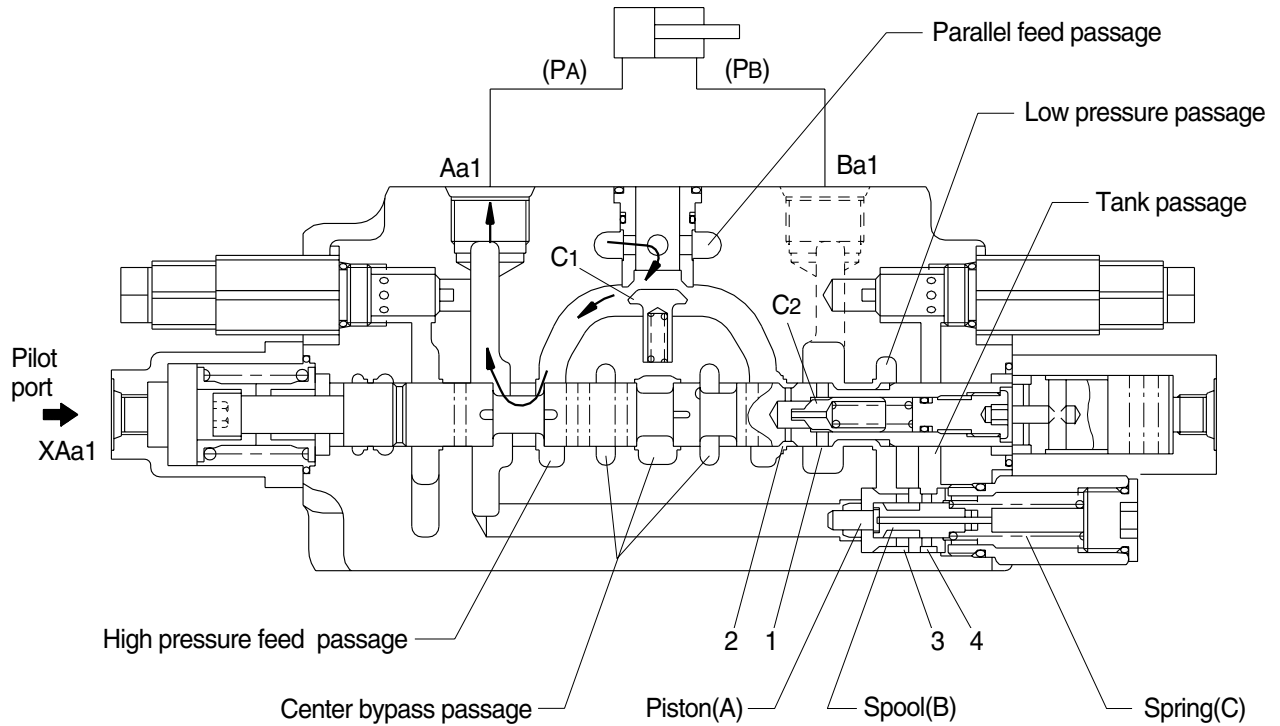 Parallel feed passage
(PA)
(PB)
Low pressure passage
Aa1
Ba1
Tank passage
C1
C2
Pilot
port
XAa1
High pressure feed passage
2
1
3
4
Center bypass passage
Piston(A)
Spool(B)
Spring(C)